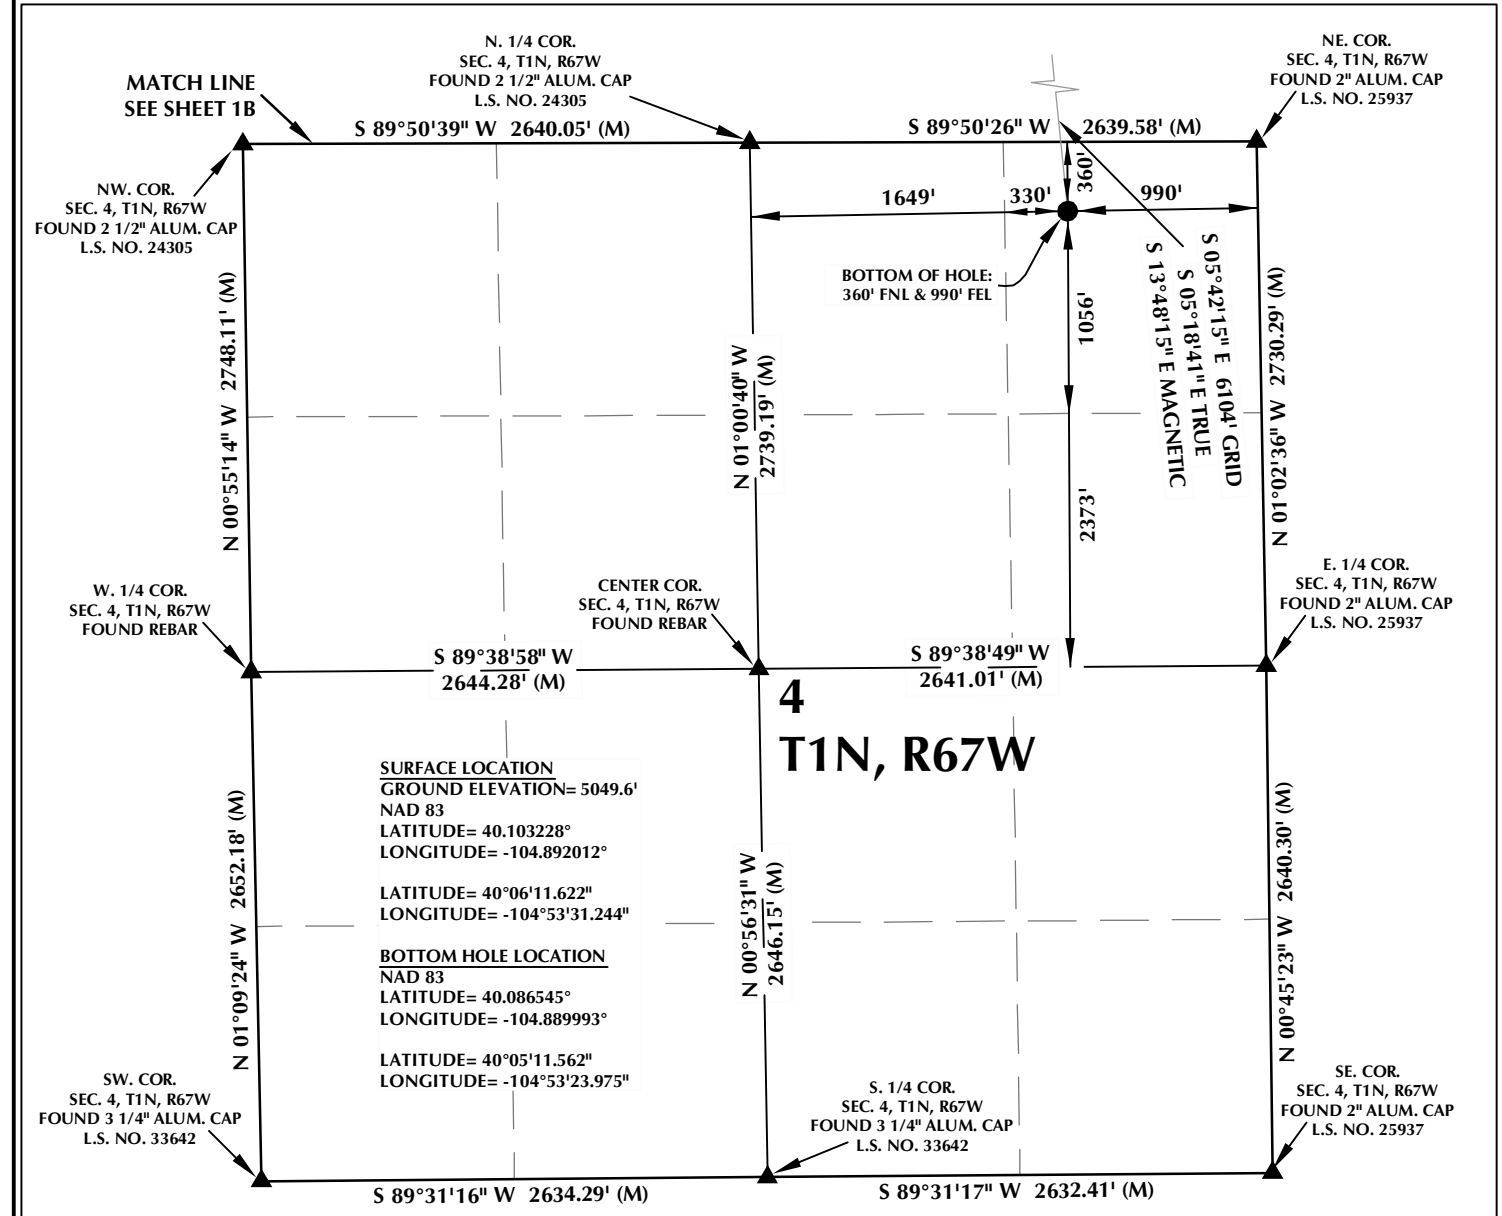 N. 1/4 COR.
SEC. 4, T1N, R67W
FOUND 2 1/2" ALUM. CAP
L.S. NO. 24305
NE. COR.
SEC. 4, T1N, R67W
FOUND 2" ALUM. CAP
L.S. NO. 25937
MATCH LINE
SEE SHEET 1B
S 89°50'39" W 2640.05' (M)
S 89°50'26" W 2639.58' (M)
NW. COR.
SEC. 4, T1N, R67W
FOUND 2 1/2" ALUM. CAP
L.S. NO. 24305
360'
1649'
330'
990'
BOTTOM OF HOLE:
360' FNL & 990' FEL
S 05°42'15" E 6104' GRID
S 05°18'41" E TRUE
S 13°48'15" E MAGNETIC
N 00°55'14" W 2748.11' (M)
N 01°00'40" W
2739.19' (M)
1056'
2373'
N 01°02'36" W 2730.29' (M)
W. 1/4 COR.
SEC. 4, T1N, R67W
FOUND REBAR
CENTER COR.
SEC. 4, T1N, R67W
FOUND REBAR
E. 1/4 COR.
SEC. 4, T1N, R67W
FOUND 2" ALUM. CAP
L.S. NO. 25937
S 89°38'58" W
2644.28' (M)
S 89°38'49" W
2641.01' (M)
4
T1N, R67W
SURFACE LOCATION
GROUND ELEVATION= 5049.6'
NAD 83
LATITUDE= 40.103228°
LONGITUDE= -104.892012°
LATITUDE= 40°06'11.622"
LONGITUDE= -104°53'31.244"
BOTTOM HOLE LOCATION
NAD 83
LATITUDE= 40.086545°
LONGITUDE= -104.889993°
LATITUDE= 40°05'11.562"
LONGITUDE= -104°53'23.975"
N 01°09'24" W 2652.18' (M)
N 00°56'31" W
2646.15' (M)
N 00°45'23" W 2640.30' (M)
SW. COR.
SEC. 4, T1N, R67W
FOUND 3 1/4" ALUM. CAP
L.S. NO. 33642
S. 1/4 COR.
SEC. 4, T1N, R67W
FOUND 3 1/4" ALUM. CAP
L.S. NO. 33642
SE. COR.
SEC. 4, T1N, R67W
FOUND 2" ALUM. CAP
L.S. NO. 25937
S 89°31'16" W 2634.29' (M)
S 89°31'17" W 2632.41' (M)